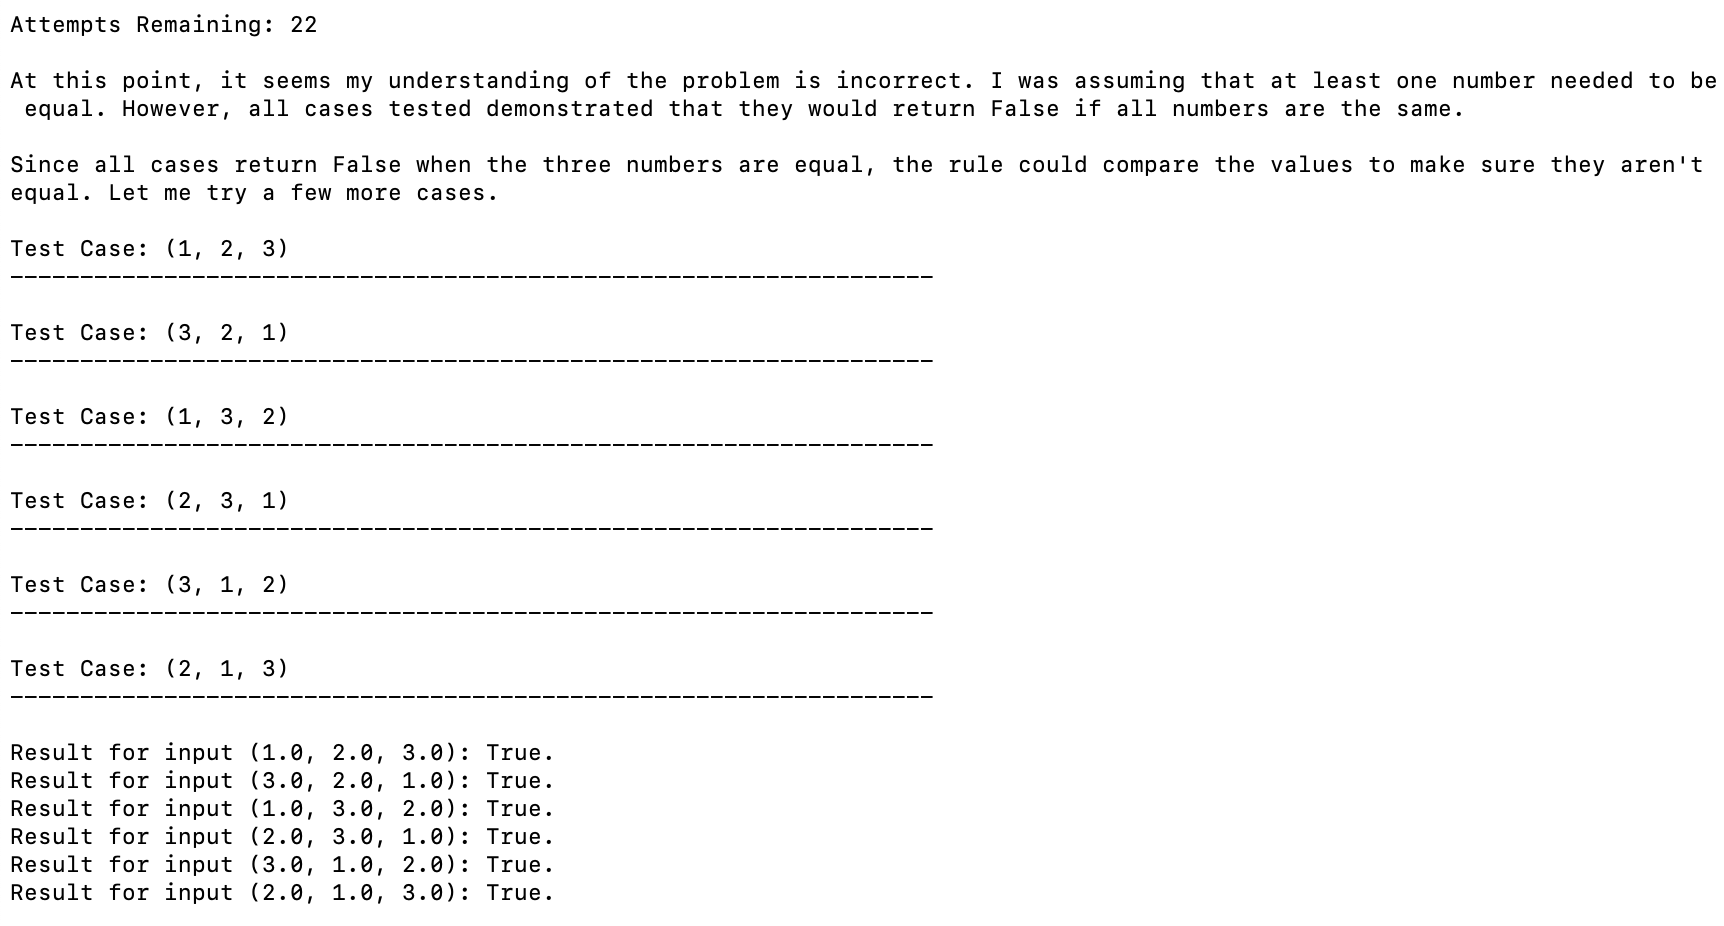 Attempts Remaining: 22
At this point, it seems my understanding of the problem is incorrect. I was assuming that at least one number needed to be
equal. However, all cases tested demonstrated that they would return False if all numbers are the same.
Since all cases return False when the three numbers are equal, the rule could compare the values to make sure they aren't
equal. Let me try a few more cases.
Test Case: (1, 2, 3)
------------------------------------------------------------------
Test Case: (3, 2, 1)
------------------------------------------------------------------
Test Case: (1, 3, 2)
------------------------------------------------------------------
Test Case: (2, 3, 1)
------------------------------------------------------------------
Test Case: (3, 1, 2)
------------------------------------------------------------------
Test Case: (2, 1, 3)
------------------------------------------------------------------
Result for input (1.0, 2.0, 3.0): True.
Result for input (3.0, 2.0, 1.0): True.
Result for input (1.0, 3.0, 2.0): True.
Result for input (2.0, 3.0, 1.0): True.
Result for input (3.0, 1.0, 2.0): True.
Result for input (2.0, 1.0, 3.0): True.